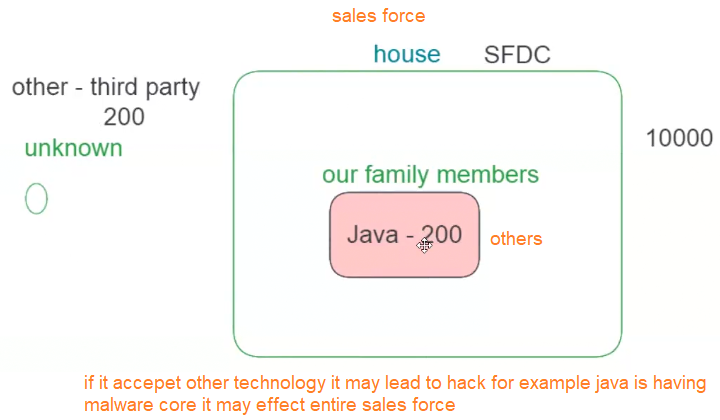 sales force
house SFDC
other - third party
200
unknown
10000
our family members
Java - 200
others
if it accepet other technology it may lead to hack for example java is having
malware core it may effect entire sales force